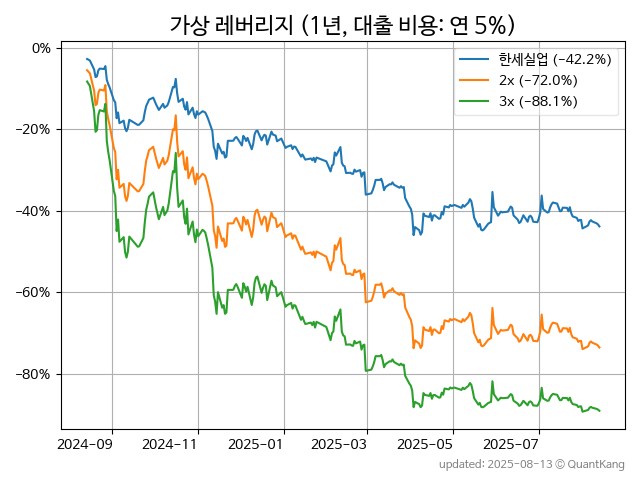 가상 레버리지 (1년, 대출 비용: 연 5%)
한세실업 (−42.2%)
2x (−72.0%)
3x (−88.1%)
0%
−20%
−40%
−60%
−80%
2024-09
2024-11
2025-01
2025-03
2025-05
2025-07
updated: 2025-08-13 © QuantKang